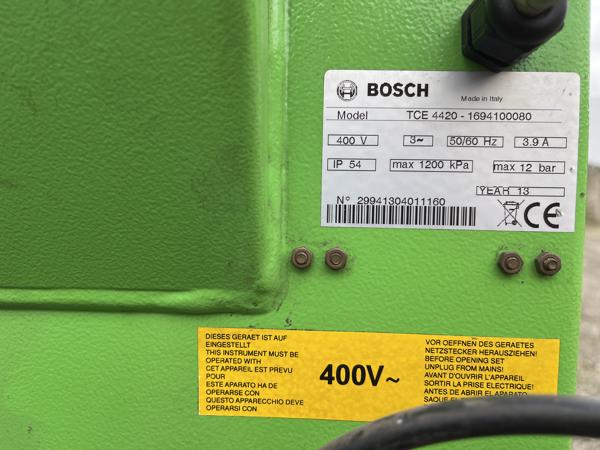 BOSCH
Made in Italy
Model TCE 4420 - 1694100080
400 V 3~ 50/60 Hz 3.9 A
IP 54 max 1200 kPa max 12 bar
YEAR 13
N° 29941304011160
CE
DIESES GERAET IST AUF
EINGESTELLT
THIS INSTRUMENT MUST BE
OPERATED WITH
CET APPAREIL EST PREVU
POUR
ESTE APARATO HA DE
OPERARSE CON
QUESTO APPARECCHIO DEVE
OPERARSI CON
400V~
VOR OEFFNEN DES GERAETES
NETZSTECKER HERAUSZIEHEN!
BEFORE OPENING SET
UNPLUG FROM MAINS!
AVANT D'OUVRIR L'APPAREIL
SORTIR LA PRISE ELECTRIQUE!
ANTES DE ABRIR EL APARATO